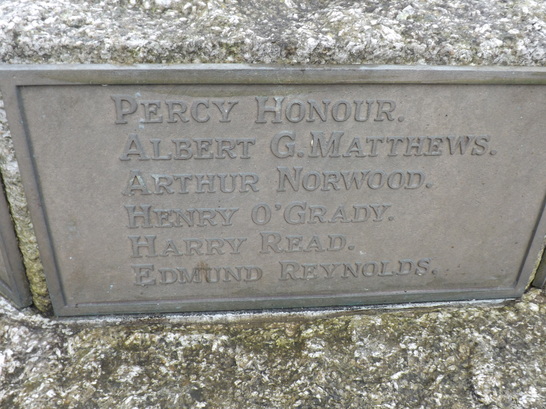 PERCY HONOUR.
ALBERT G. MATTHEWS.
ARTHUR NORWOOD.
HENRY O'GRADY.
HARRY READ.
EDMUND REYNOLDS.